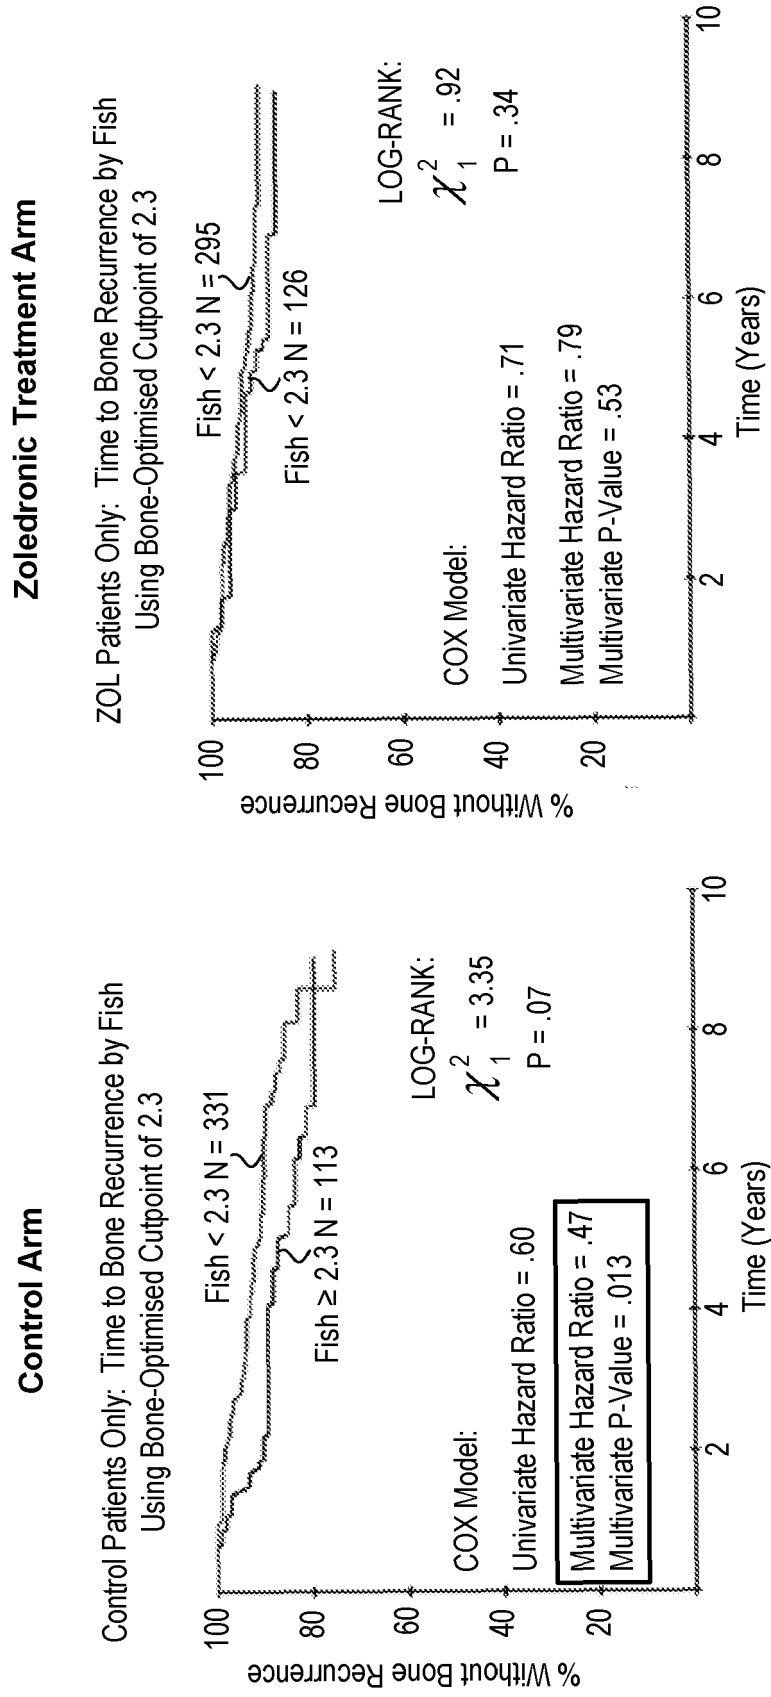 Control Arm
Control Patients Only: Time to Bone Recurrence by Fish
Using Bone-Optimised Cutpoint of 2.3
% Without Bone Recurrence
100
80
60
40
20
Fish < 2.3 N = 331
Fish ≥ 2.3 N = 113
LOG-RANK:
χ²₁ = 3.35
P = .07
COX Model:
Univariate Hazard Ratio = .60
Multivariate Hazard Ratio = .47
Multivariate P-Value = .013
2
4
6
8
10
Time (Years)
Zoledronic Treatment Arm
ZOL Patients Only: Time to Bone Recurrence by Fish
Using Bone-Optimised Cutpoint of 2.3
% Without Bone Recurrence
100
80
60
40
20
Fish < 2.3 N = 295
Fish < 2.3 N = 126
LOG-RANK:
χ²₁ = .92
P = .34
COX Model:
Univariate Hazard Ratio = .71
Multivariate Hazard Ratio = .79
Multivariate P-Value = .53
2
4
6
8
10
Time (Years)